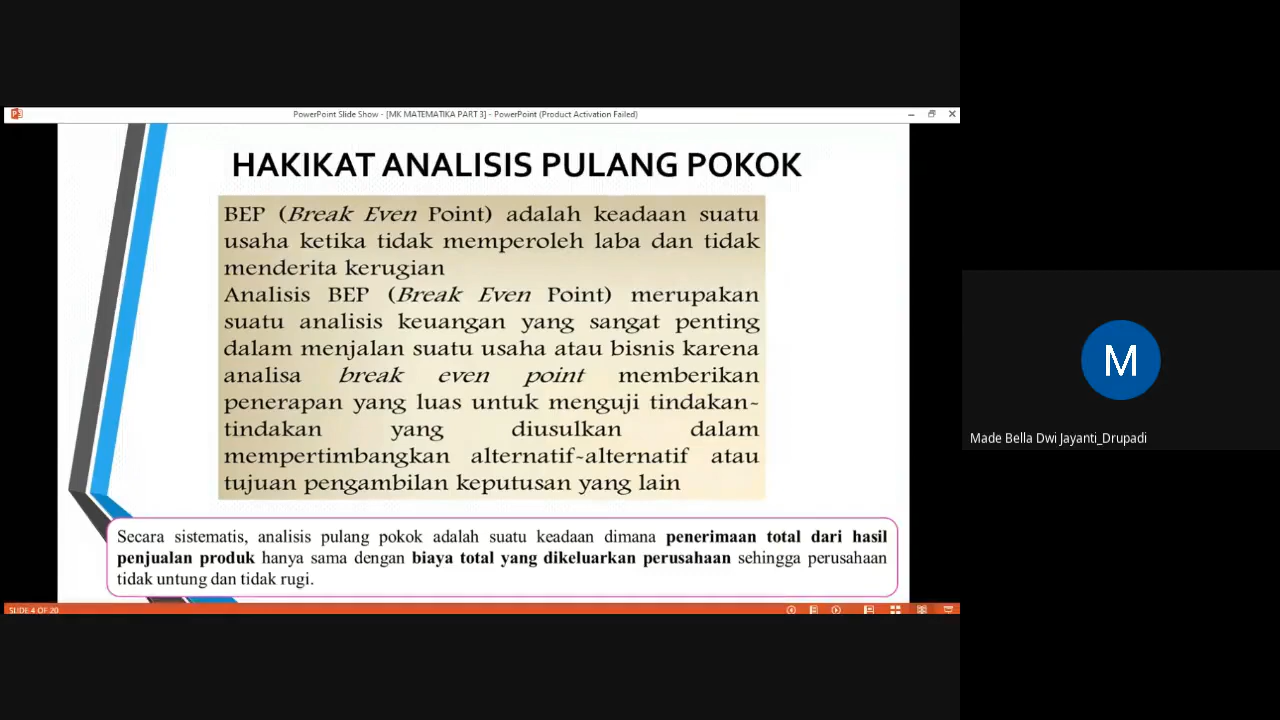 PowerPoint Slide Show - [MK MATEMATIKA PART 3] - PowerPoint (Product Activation Failed)
HAKIKAT ANALISIS PULANG POKOK
BEP (Break Even Point) adalah keadaan suatu
usaha ketika tidak memperoleh laba dan tidak
menderita kerugian
Analisis BEP (Break Even Point) merupakan
suatu analisis keuangan yang sangat penting
dalam menjalan suatu usaha atau bisnis karena
analisa break even point memberikan
penerapan yang luas untuk menguji tindakan-
tindakan yang diusulkan dalam
mempertimbangkan alternatif-alternatif atau
tujuan pengambilan keputusan yang lain
Secara sistematis, analisis pulang pokok adalah suatu keadaan dimana penerimaan total dari hasil
penjualan produk hanya sama dengan biaya total yang dikeluarkan perusahaan sehingga perusahaan
tidak untung dan tidak rugi.
SLIDE 4 OF 20
M
Made Bella Dwi Jayanti_Drupadi